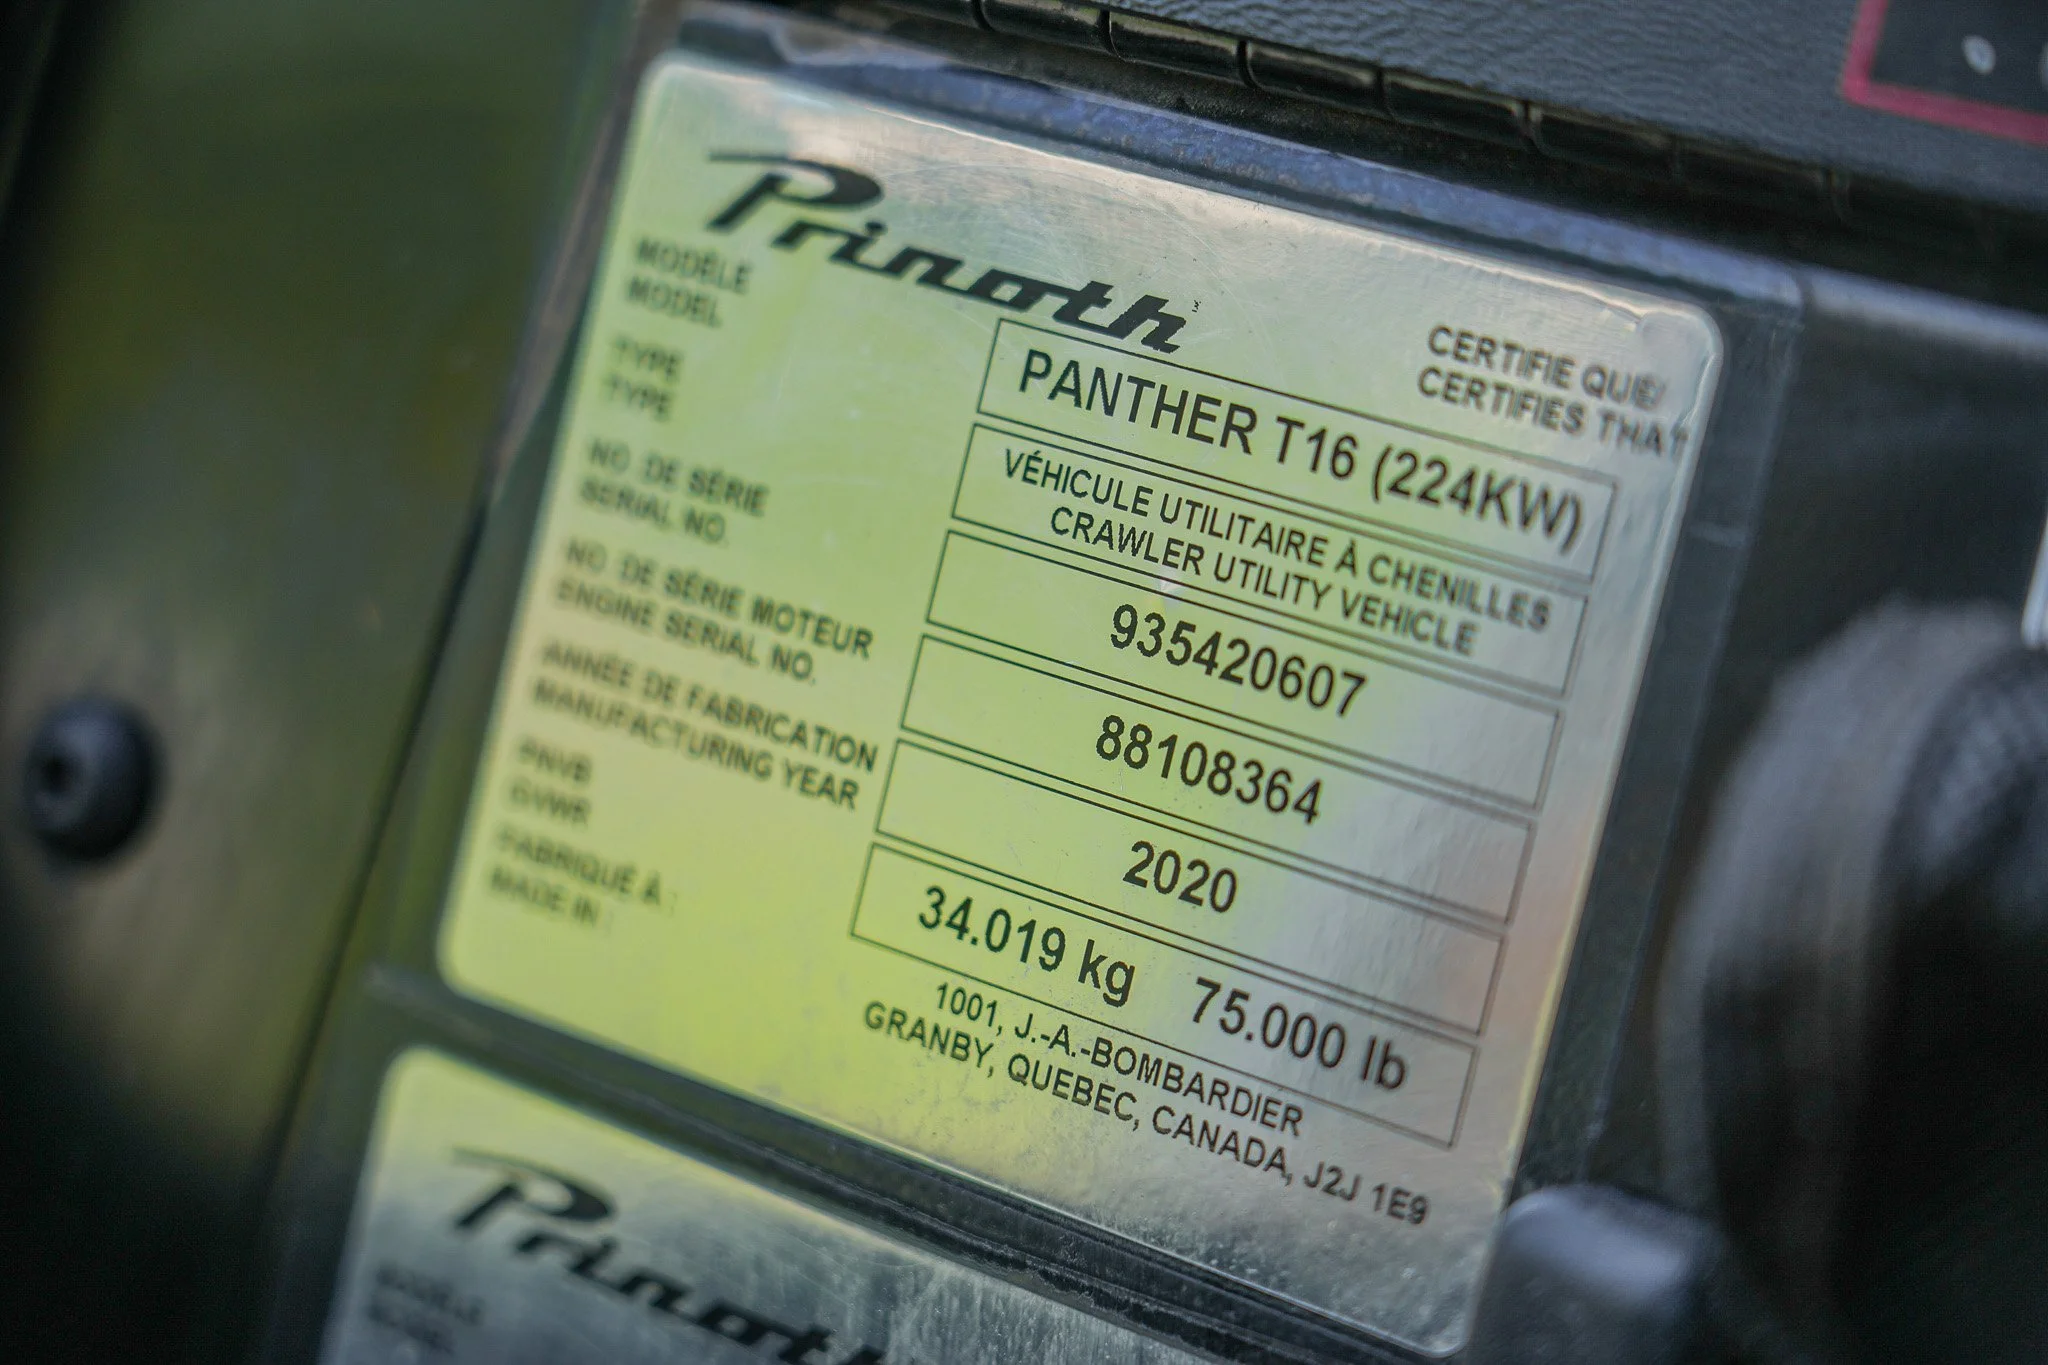 Prinoth
CERTIFIE QUE/
CERTIFIES THAT
MODÈLE
MODEL
PANTHER T16 (224KW)
TYPE
TYPE
VÉHICULE UTILITAIRE À CHENILLES
CRAWLER UTILITY VEHICLE
NO. DE SÉRIE
SERIAL NO.
935420607
NO. DE SÉRIE MOTEUR
ENGINE SERIAL NO.
88108364
ANNÉE DE FABRICATION
MANUFACTURING YEAR
2020
PNVB
GVWR
34.019 kg 75.000 lb
FABRIQUÉ À :
MADE IN :
1001, J.-A.-BOMBARDIER
GRANBY, QUEBEC, CANADA, J2J 1E9
Prinoth
MODÈLE
MODEL